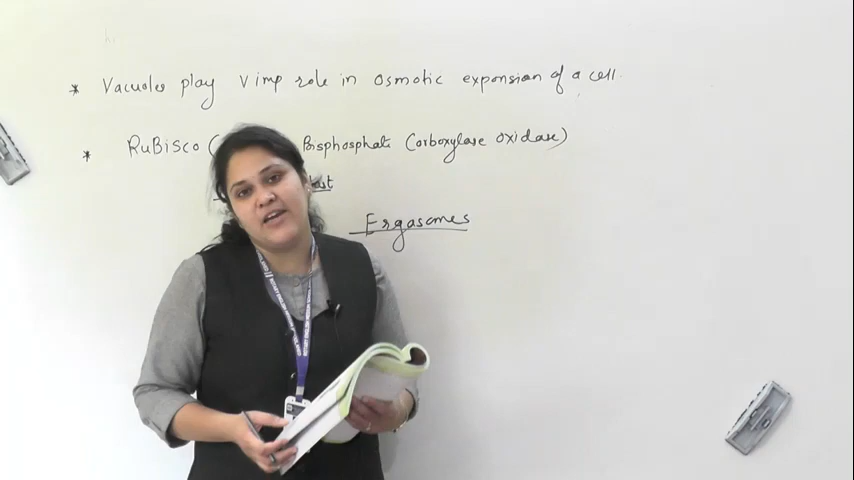 * Vacuoles play V imp role in osmotic expansion of a cell.
* RuBisco ( Bisphosphate Carboxylase oxidase)
Ergasomes